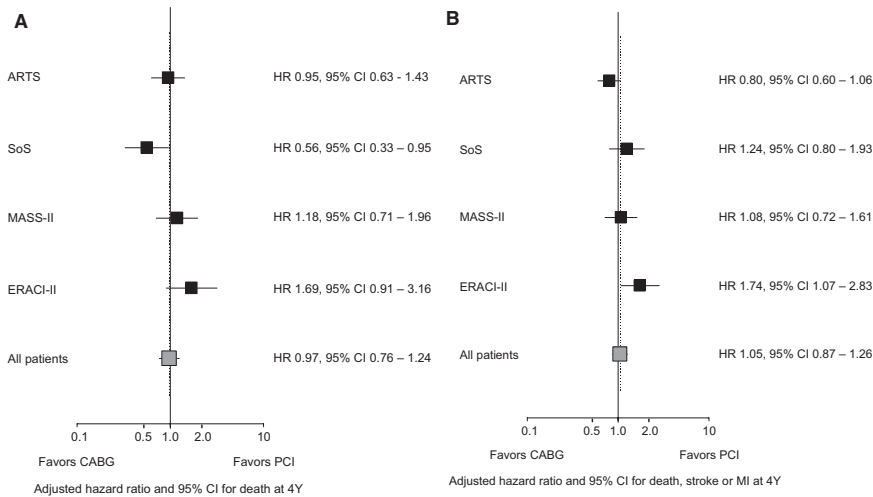 A
ARTS HR 0.95, 95% CI 0.63 - 1.43
SoS HR 0.56, 95% CI 0.33 – 0.95
MASS-II HR 1.18, 95% CI 0.71 – 1.96
ERACI-II HR 1.69, 95% CI 0.91 – 3.16
All patients HR 0.97, 95% CI 0.76 – 1.24
0.1 0.5 1.0 2.0 10
Favors CABG Favors PCI
Adjusted hazard ratio and 95% CI for death at 4Y
B
ARTS HR 0.80, 95% CI 0.60 – 1.06
SoS HR 1.24, 95% CI 0.80 – 1.93
MASS-II HR 1.08, 95% CI 0.72 – 1.61
ERACI-II HR 1.74, 95% CI 1.07 – 2.83
All patients HR 1.05, 95% CI 0.87 – 1.26
0.1 0.5 1.0 2.0 10
Favors CABG Favors PCI
Adjusted hazard ratio and 95% CI for death, stroke or MI at 4Y